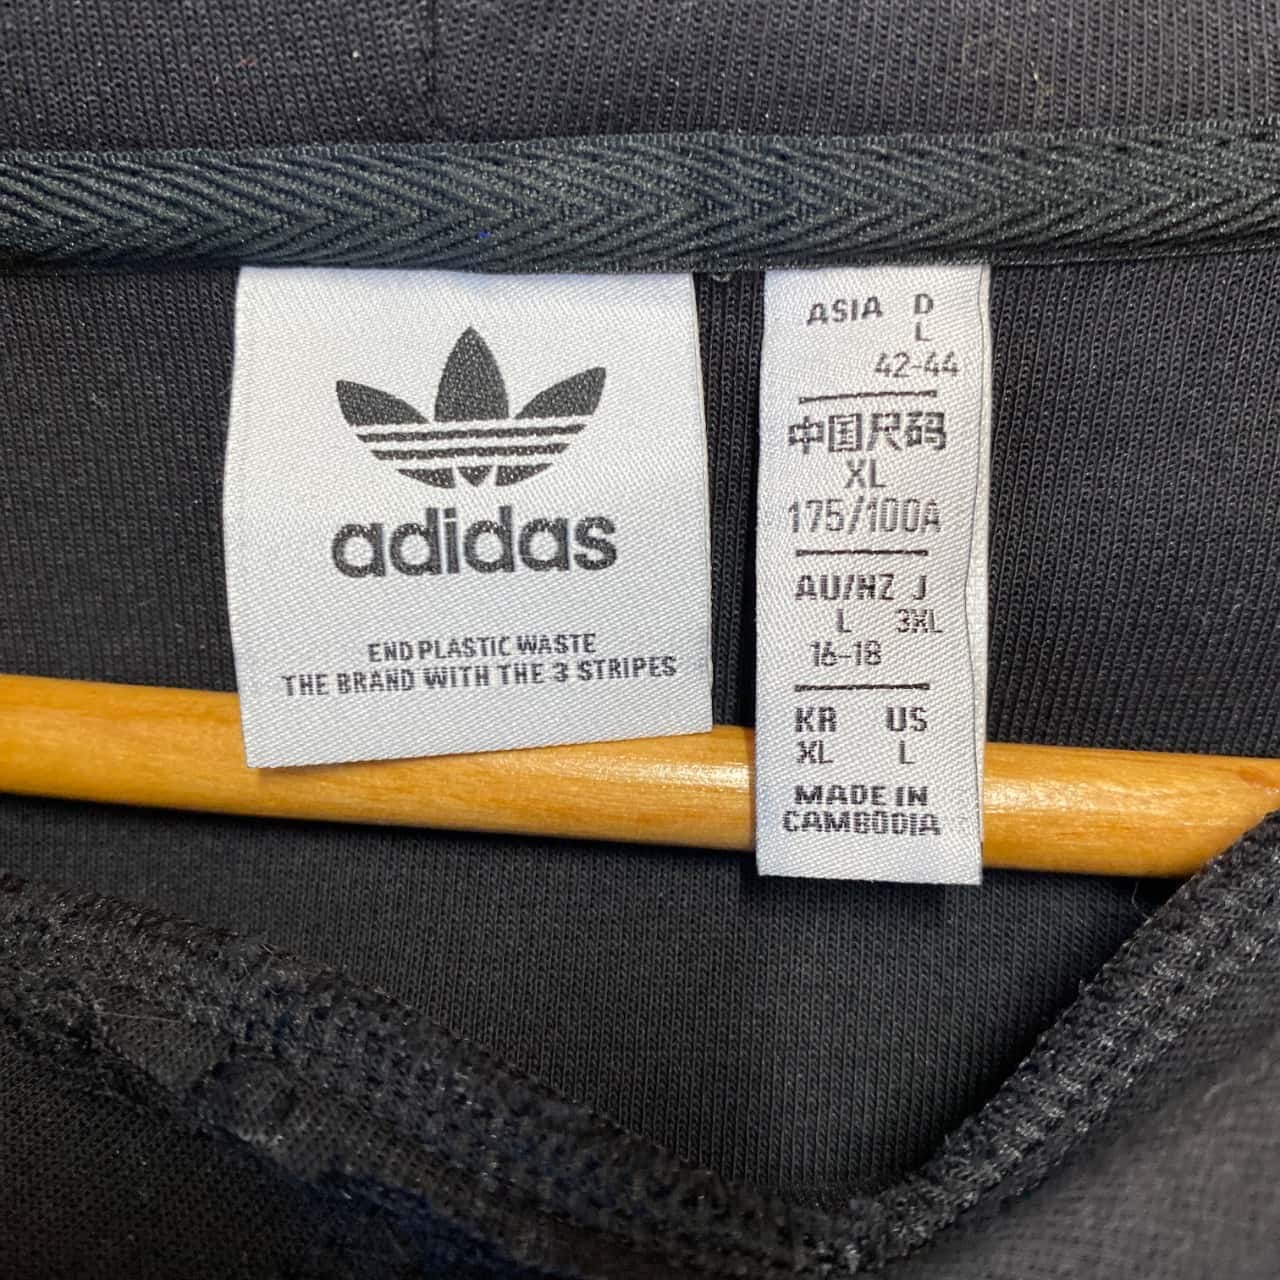 adidas
END PLASTIC WASTE
THE BRAND WITH THE 3 STRIPES
ASIA D
L
42-44
中国尺码
XL
175/100A
AU/NZ J
L 3XL
16-18
KR US
XL L
MADE IN
CAMBODIA